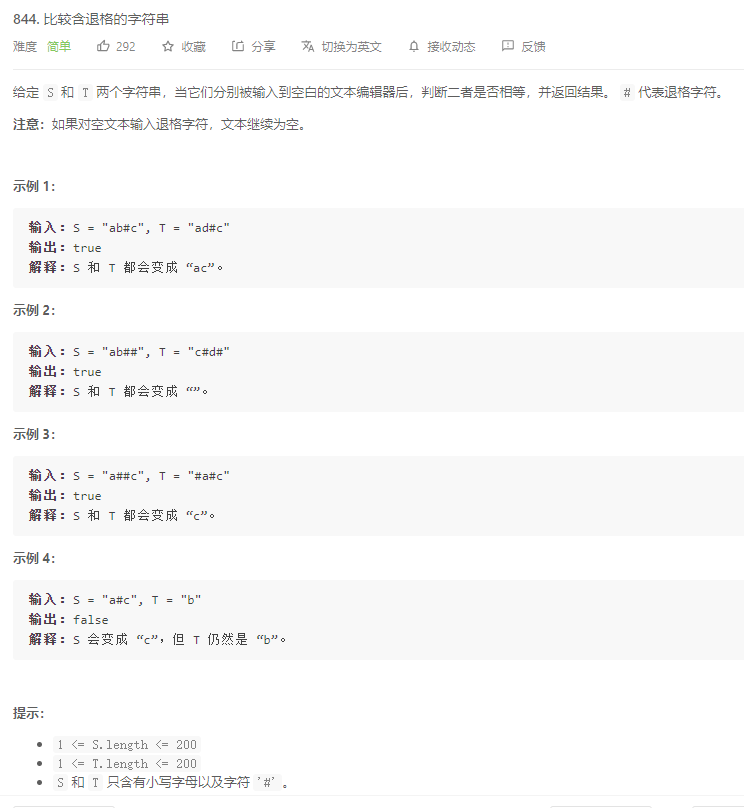 844. 比较含退格的字符串
难度 简单 292 收藏 分享 切换为英文 接收动态 反馈
给定 S 和 T 两个字符串，当它们分别被输入到空白的文本编辑器后，判断二者是否相等，并返回结果。 # 代表退格字符。
注意：如果对空文本输入退格字符，文本继续为空。
示例 1：
输入：S = "ab#c", T = "ad#c"
输出：true
解释：S 和 T 都会变成 “ac”。
示例 2：
输入：S = "ab##", T = "c#d#"
输出：true
解释：S 和 T 都会变成 “”。
示例 3：
输入：S = "a##c", T = "#a#c"
输出：true
解释：S 和 T 都会变成 “c”。
示例 4：
输入：S = "a#c", T = "b"
输出：false
解释：S 会变成 “c”，但 T 仍然是 “b”。
提示：
1 <= S.length <= 200
1 <= T.length <= 200
S 和 T 只含有小写字母以及字符 '#'。